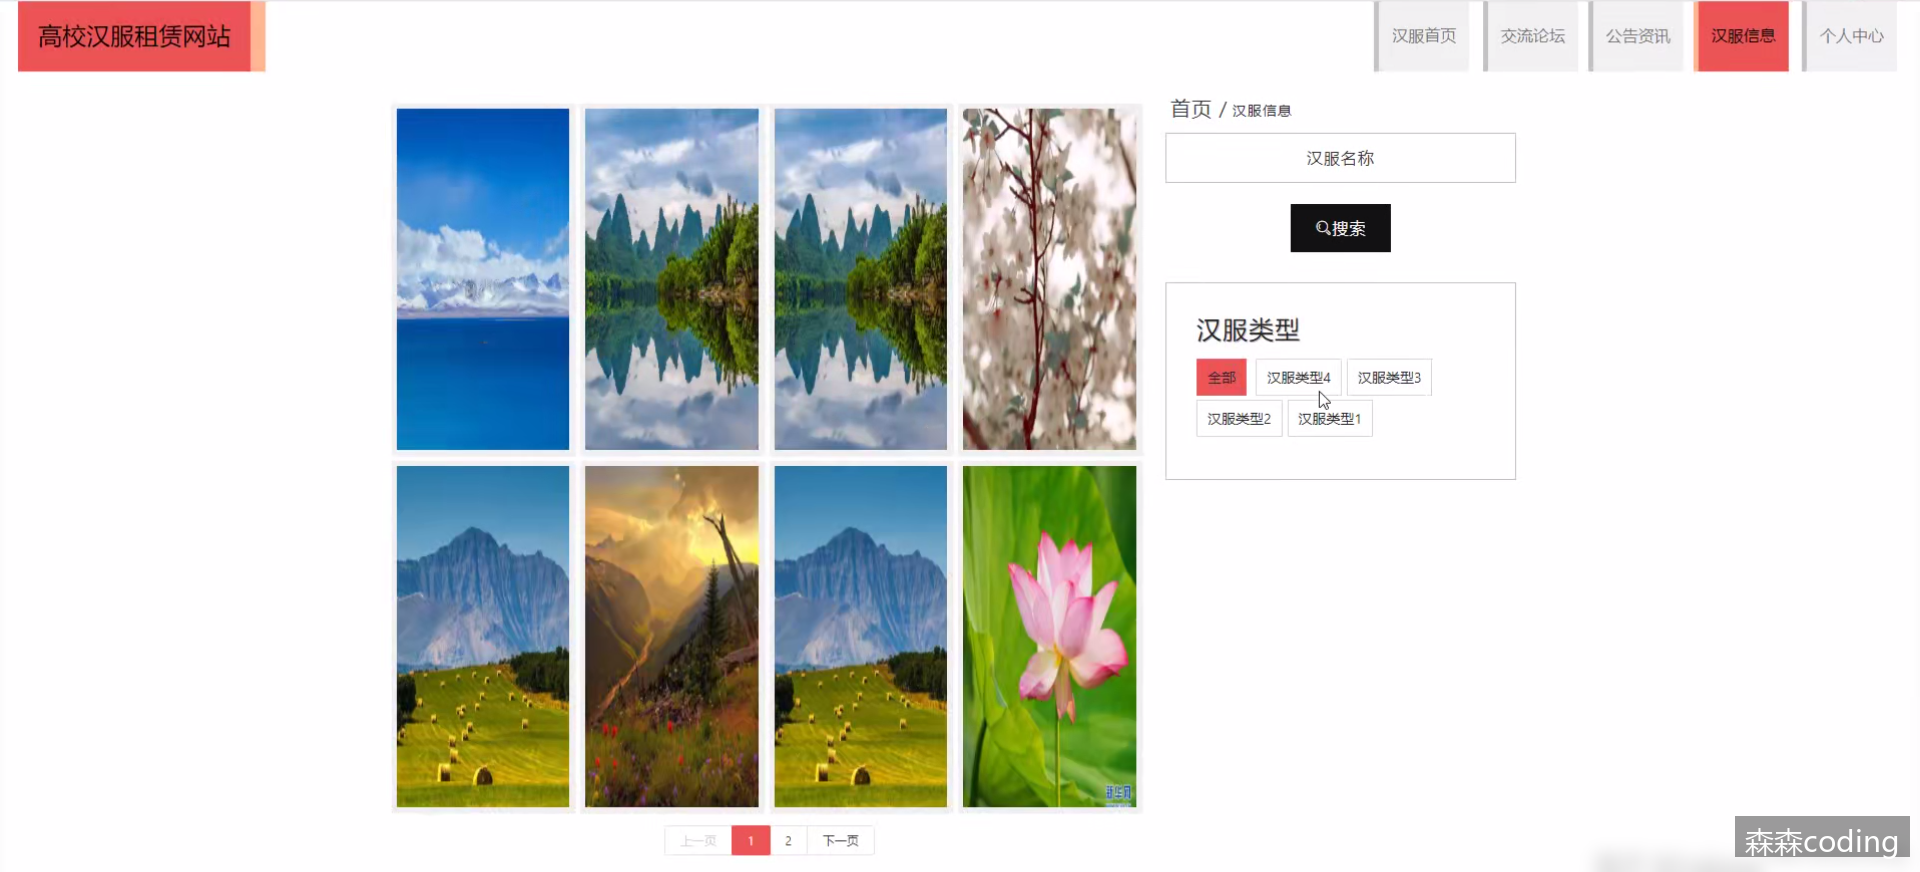 高校汉服租赁网站
汉服首页
交流论坛
公告资讯
汉服信息
个人中心
首页 / 汉服信息
汉服名称
搜索
汉服类型
全部
汉服类型4
汉服类型3
汉服类型2
汉服类型1
新华网
上一页
1
2
下一页
森森coding